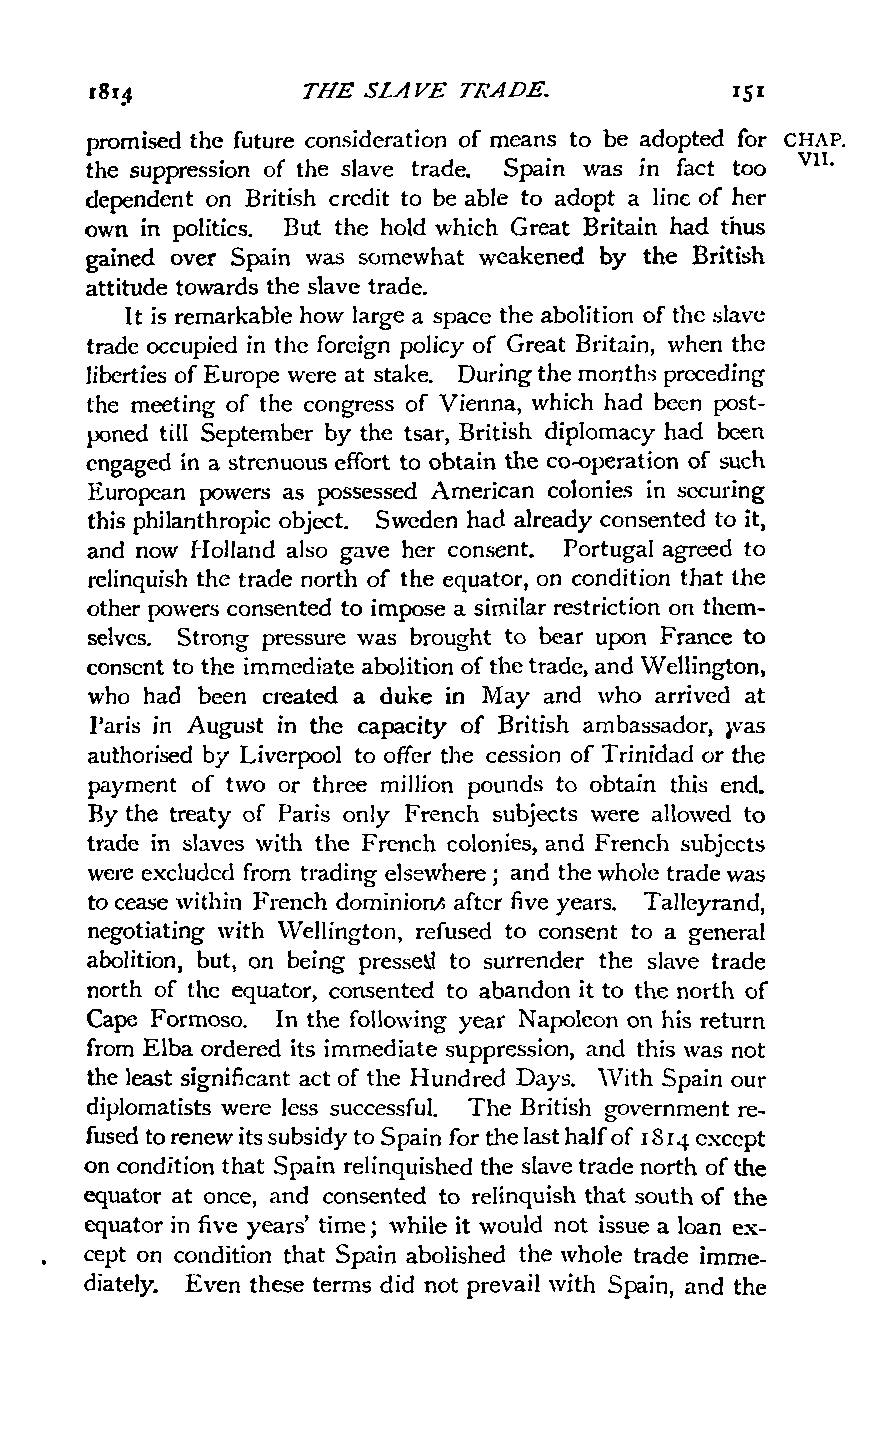 1814 THE SLAVE TRADE. 151
promised the future consideration of means to be adopted for CHAP.
the suppression of the slave trade. Spain was in fact too VII.
dependent on British credit to be able to adopt a line of her
own in politics. But the hold which Great Britain had thus
gained over Spain was somewhat weakened by the British
attitude towards the slave trade.
It is remarkable how large a space the abolition of the slave
trade occupied in the foreign policy of Great Britain, when the
liberties of Europe were at stake. During the months preceding
the meeting of the congress of Vienna, which had been post-
poned till September by the tsar, British diplomacy had been
engaged in a strenuous effort to obtain the co-operation of such
European powers as possessed American colonies in securing
this philanthropic object. Sweden had already consented to it,
and now Holland also gave her consent. Portugal agreed to
relinquish the trade north of the equator, on condition that the
other powers consented to impose a similar restriction on them-
selves. Strong pressure was brought to bear upon France to
consent to the immediate abolition of the trade, and Wellington,
who had been created a duke in May and who arrived at
Paris in August in the capacity of British ambassador, was
authorised by Liverpool to offer the cession of Trinidad or the
payment of two or three million pounds to obtain this end.
By the treaty of Paris only French subjects were allowed to
trade in slaves with the French colonies, and French subjects
were excluded from trading elsewhere; and the whole trade was
to cease within French dominions after five years. Talleyrand,
negotiating with Wellington, refused to consent to a general
abolition, but, on being pressed to surrender the slave trade
north of the equator, consented to abandon it to the north of
Cape Formoso. In the following year Napoleon on his return
from Elba ordered its immediate suppression, and this was not
the least significant act of the Hundred Days. With Spain our
diplomatists were less successful. The British government re-
fused to renew its subsidy to Spain for the last half of 1814 except
on condition that Spain relinquished the slave trade north of the
equator at once, and consented to relinquish that south of the
equator in five years' time; while it would not issue a loan ex-
cept on condition that Spain abolished the whole trade imme-
diately. Even these terms did not prevail with Spain, and the